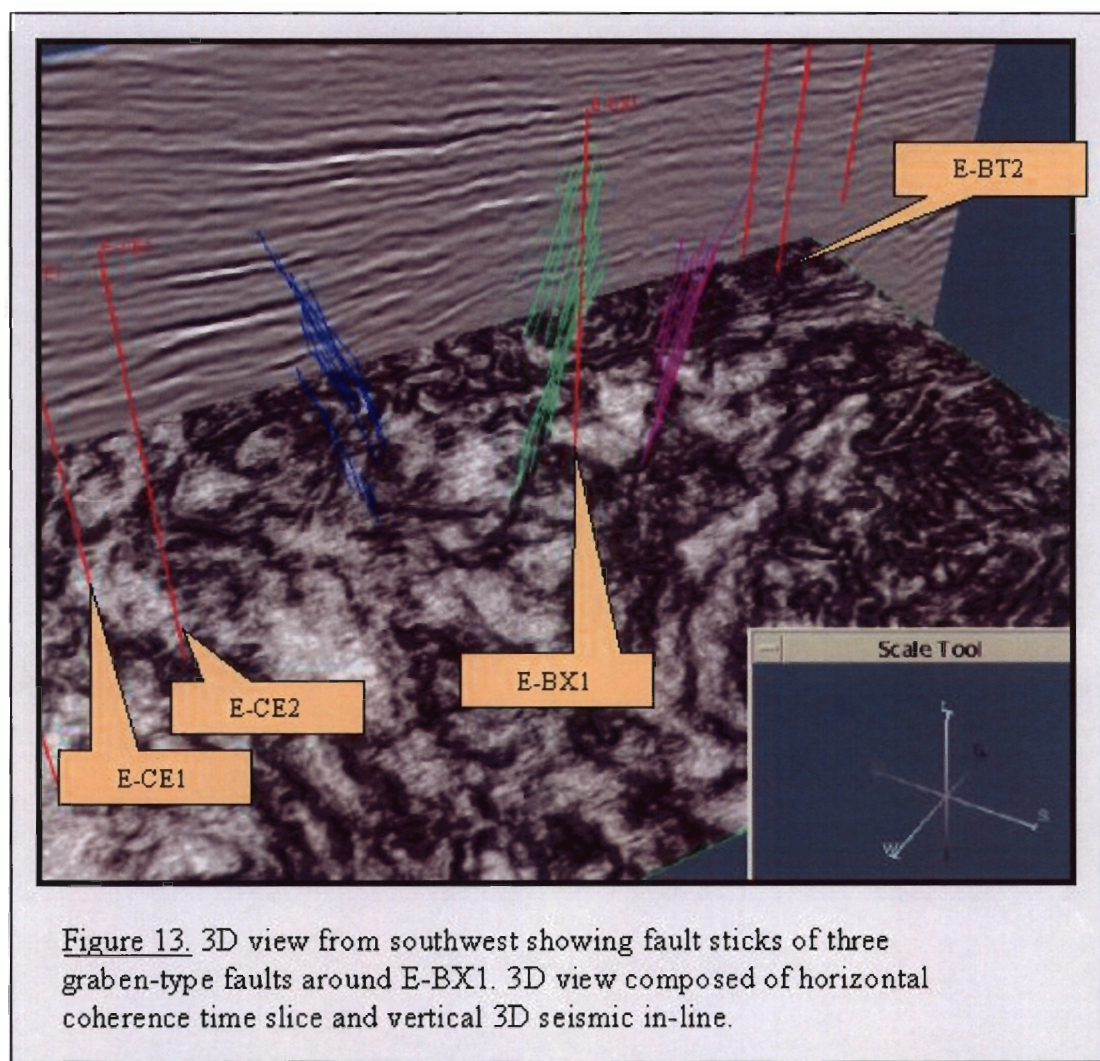 E-BT2
E-BX1
E-CE2
E-CE1
Scale Tool
S
W
Figure 13. 3D view from southwest showing fault sticks of three
graben-type faults around E-BX1. 3D view composed of horizontal
coherence time slice and vertical 3D seismic in-line.